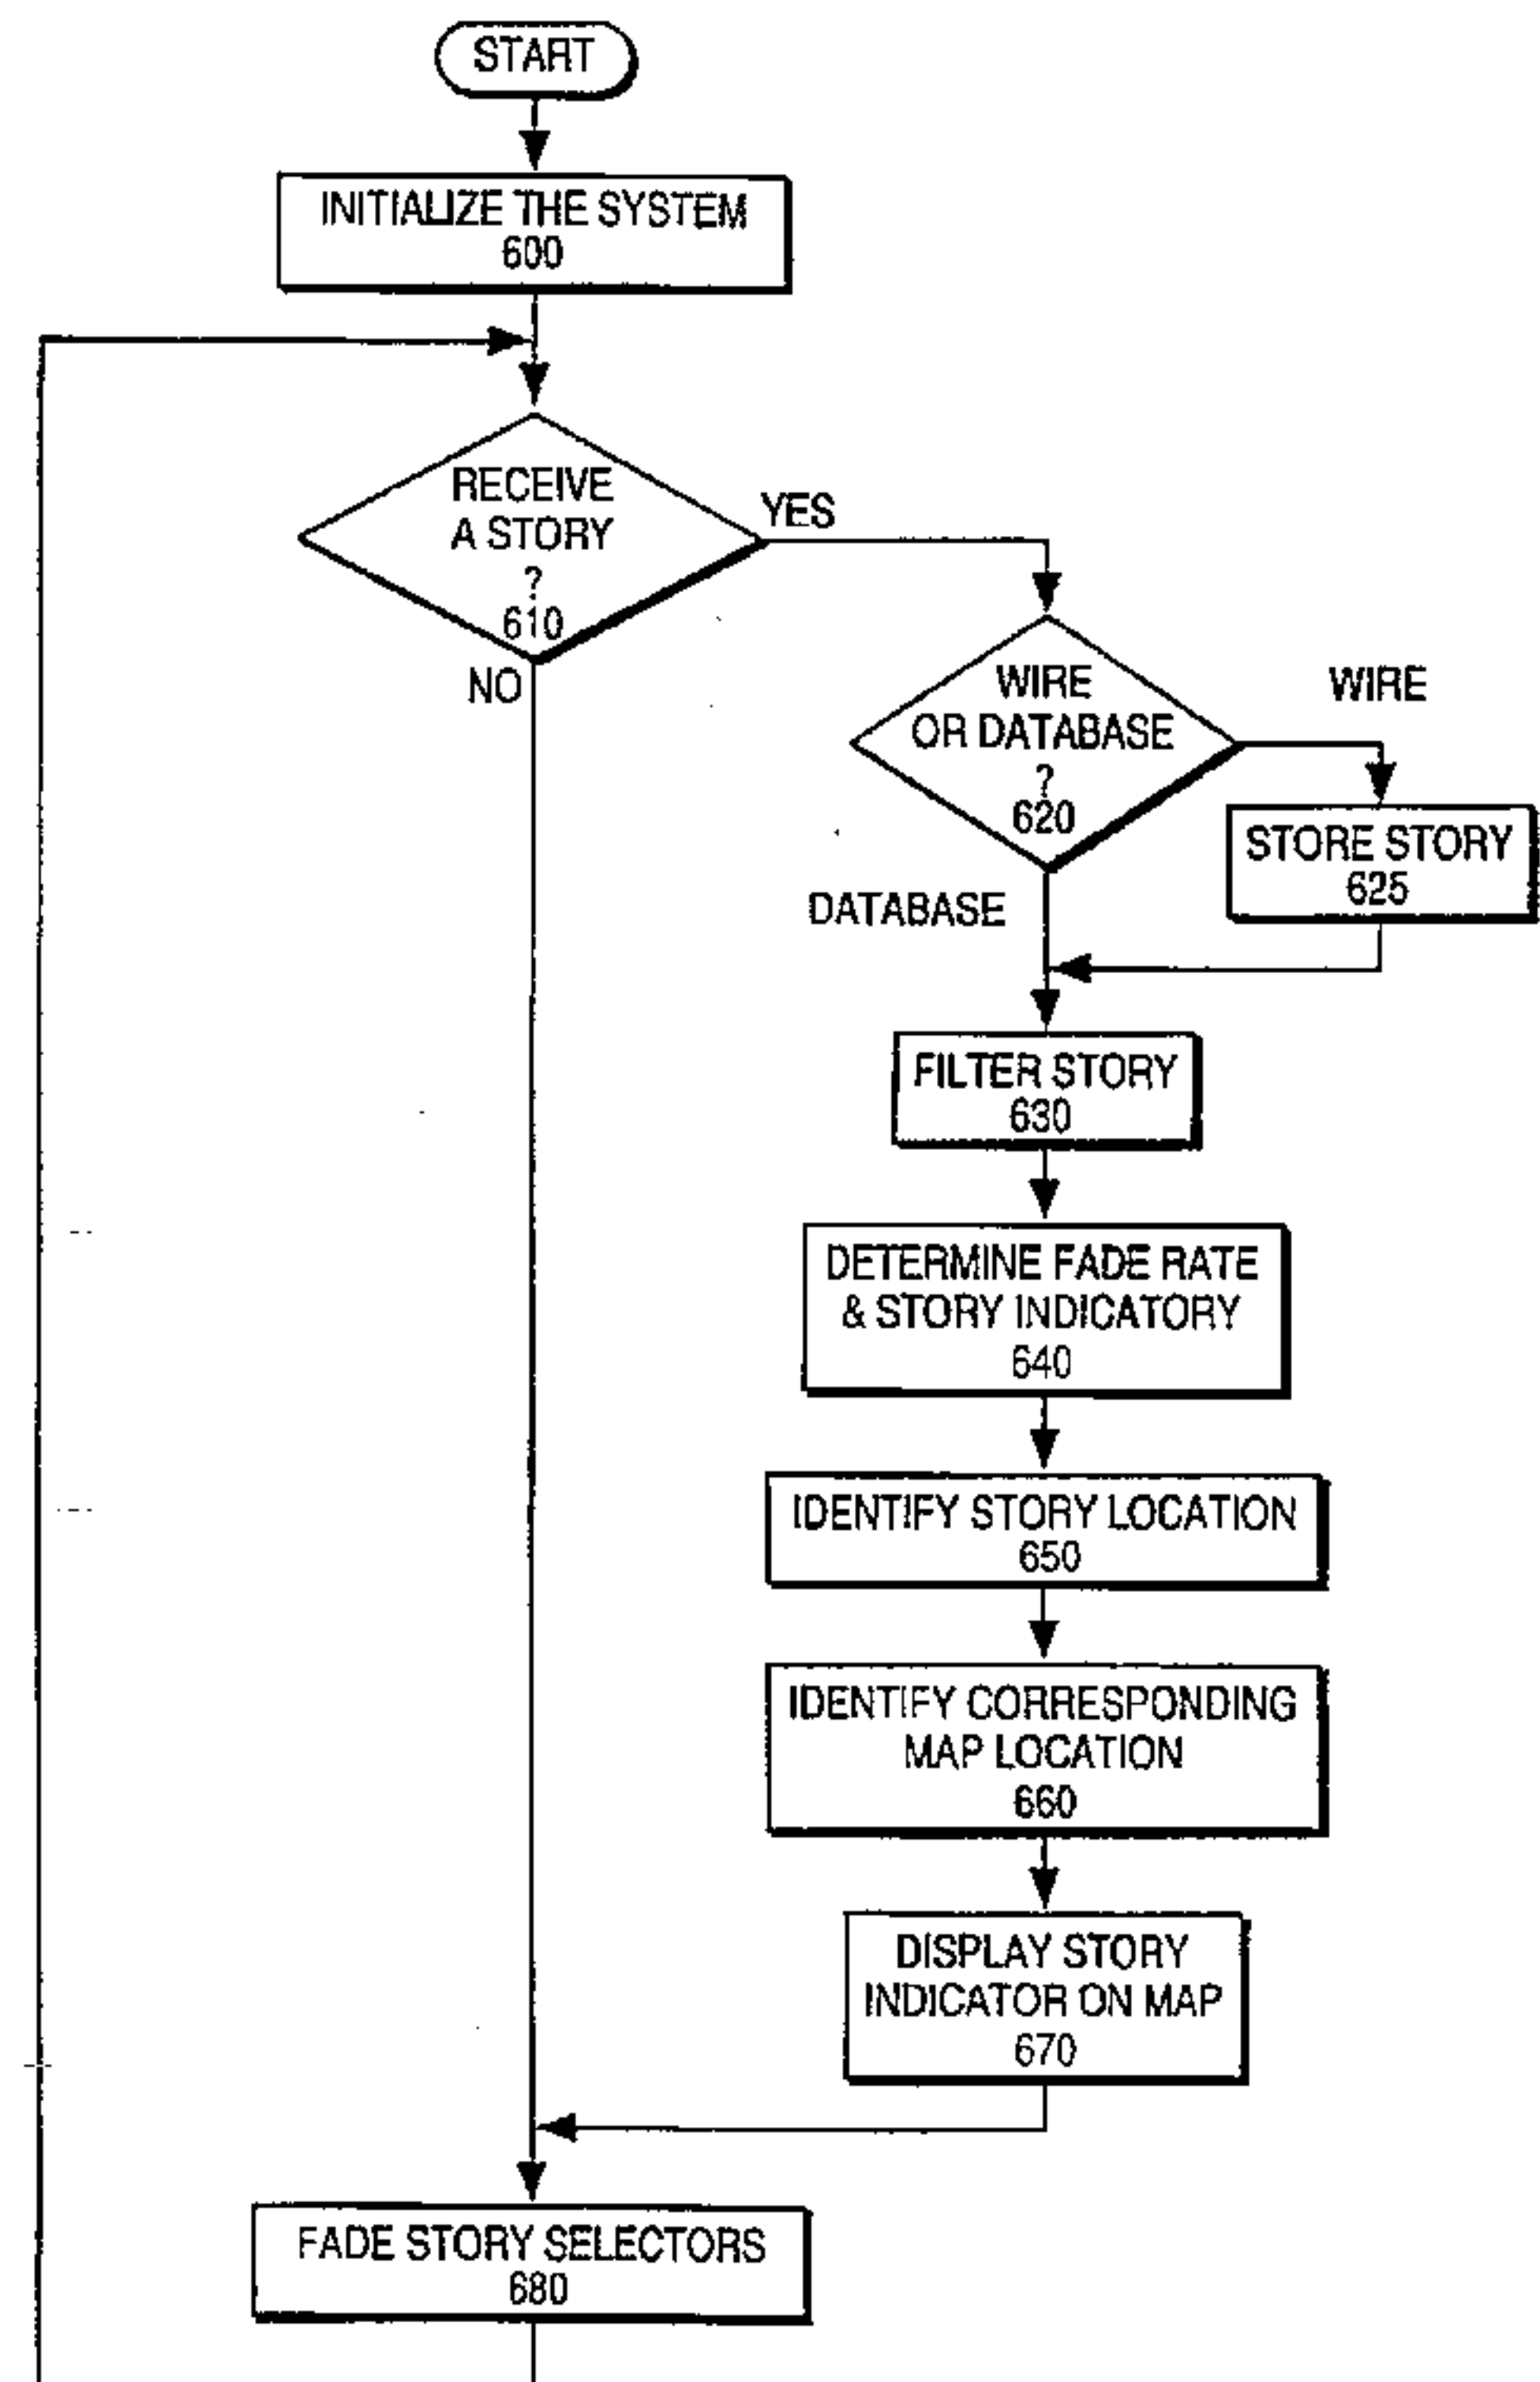 START
INITIALIZE THE SYSTEM
600
RECEIVE
A STORY
?
610
YES
NO
WIRE
OR DATABASE
?
620
WIRE
STORE STORY
625
DATABASE
FILTER STORY
630
DETERMINE FADE RATE
& STORY INDICATORY
640
IDENTIFY STORY LOCATION
650
IDENTIFY CORRESPONDING
MAP LOCATION
660
DISPLAY STORY
INDICATOR ON MAP
670
FADE STORY SELECTORS
680